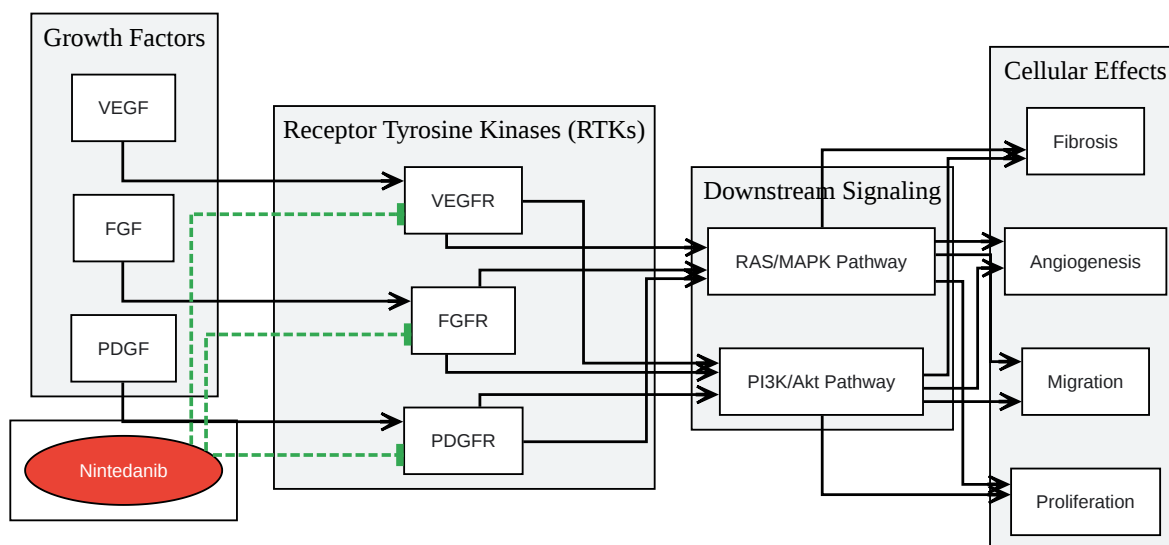 Growth Factors
VEGF
FGF
PDGF
Nintedanib
Receptor Tyrosine Kinases (RTKs)
VEGFR
FGFR
PDGFR
Downstream Signaling
RAS/MAPK Pathway
PI3K/Akt Pathway
Cellular Effects
Fibrosis
Angiogenesis
Migration
Proliferation